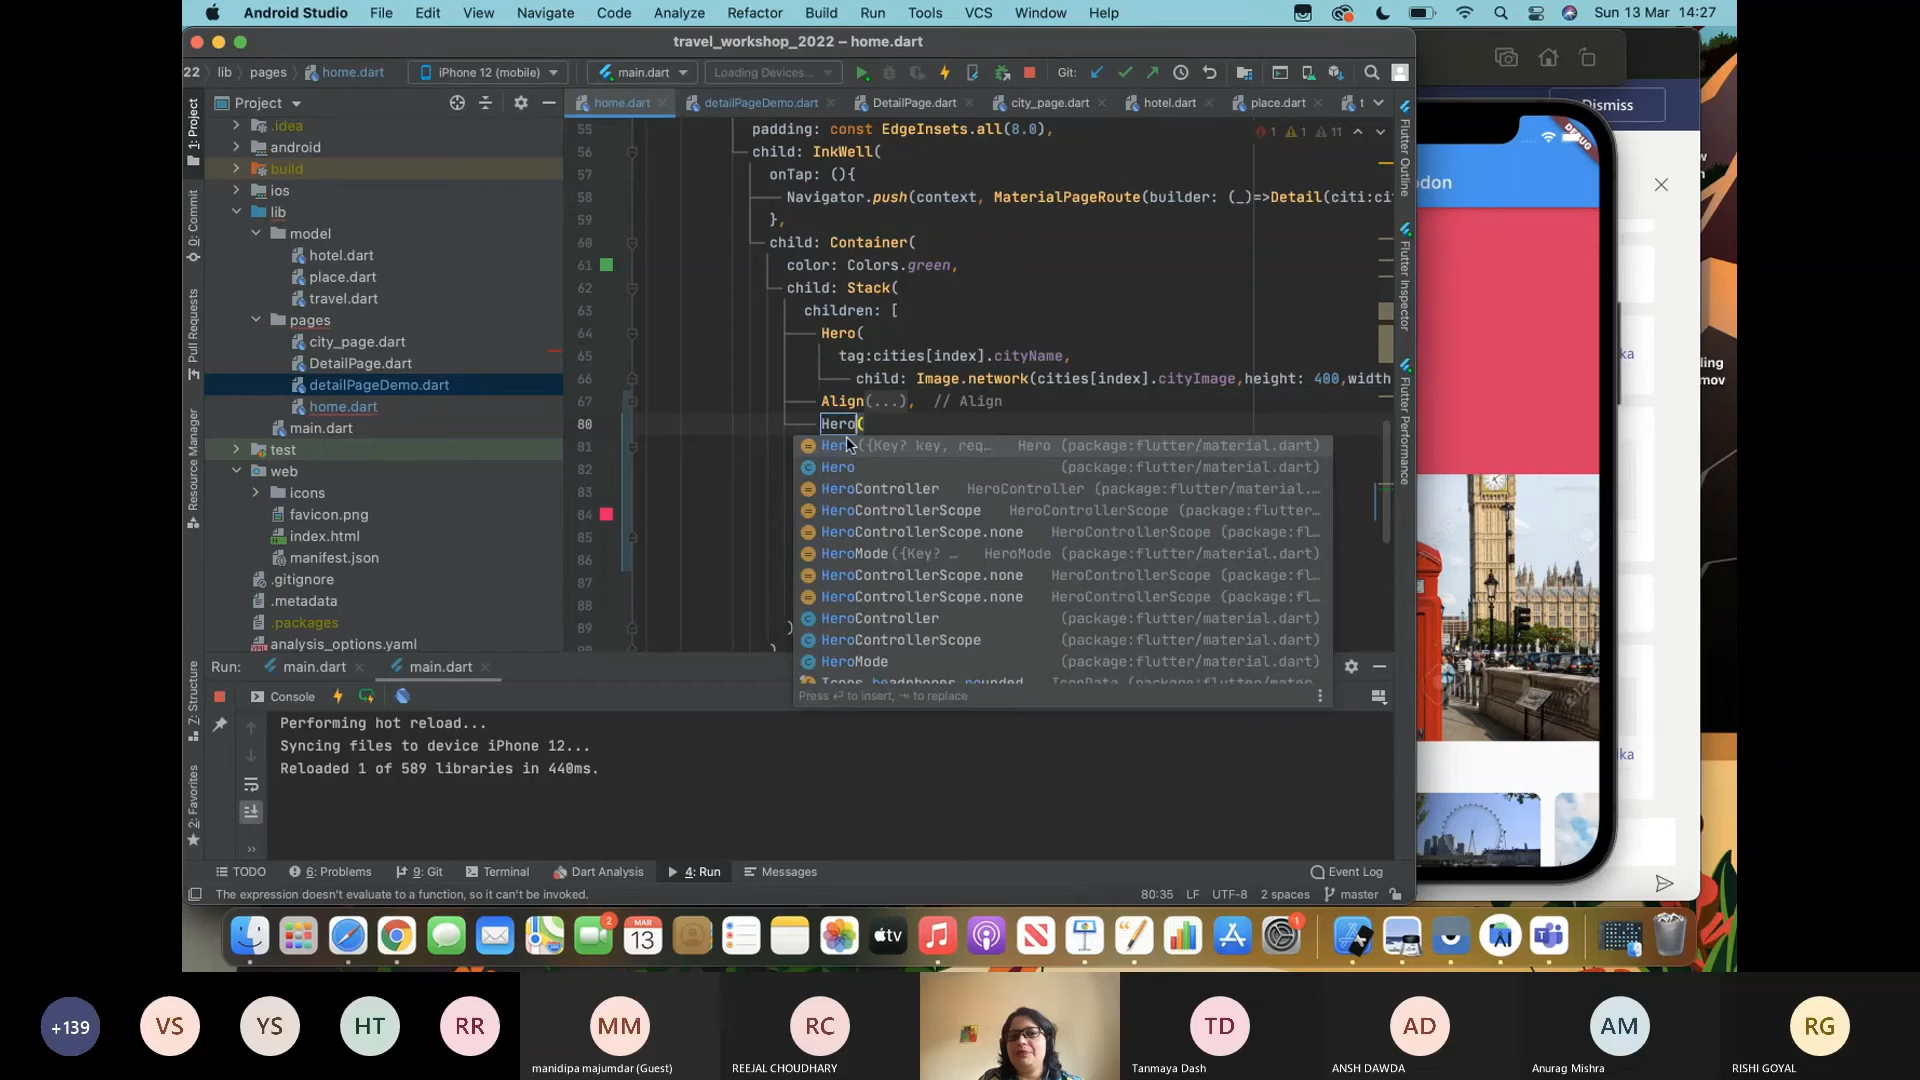 Android Studio File Edit View Navigate Code Analyze Refactor Build Run Tools VCS Window Help Sun 13 Mar 14:27
travel_workshop_2022 – home.dart
22 lib pages home.dart iPhone 12 (mobile) main.dart Loading Devices... Git:
Project home.dart detailPageDemo.dart DetailPage.dart city_page.dart hotel.dart place.dart t
Dismiss
1: Project
0: Commit
Pull Requests
Resource Manager
Z: Structure
2: Favorites
.idea
android
build
ios
lib
model
hotel.dart
place.dart
travel.dart
pages
city_page.dart
DetailPage.dart
detailPageDemo.dart
home.dart
main.dart
test
web
icons
favicon.png
index.html
manifest.json
.gitignore
.metadata
.packages
analysis_options.yaml
1 1 11
55 padding: const EdgeInsets.all(8.0),
56 child: InkWell(
57 onTap: (){
58 Navigator.push(context, MaterialPageRoute(builder: (_)=>Detail(citi:ci
59 },
60 child: Container(
61 color: Colors.green,
62 child: Stack(
63 children: [
64 Hero(
65 tag:cities[index].cityName,
66 child: Image.network(cities[index].cityImage,height: 400,width
67 Align(...), // Align
80 Hero(
81
82
83
84
85
86
87
88
89 )
Hero({Key? key, req… Hero (package:flutter/material.dart)
Hero (package:flutter/material.dart)
HeroController HeroController (package:flutter/material.…
HeroControllerScope HeroControllerScope (package:flutter…
HeroControllerScope.none HeroControllerScope (package:fl…
HeroMode({Key? … HeroMode (package:flutter/material.dart)
HeroControllerScope.none HeroControllerScope (package:fl…
HeroControllerScope.none HeroControllerScope (package:fl…
HeroController (package:flutter/material.dart)
HeroControllerScope (package:flutter/material.dart)
HeroMode (package:flutter/material.dart)
Press ↵ to insert, ⇥ to replace
Flutter Outline
Flutter Inspector
Flutter Performance
DEBUG
don
ka
ling
mov
ka
Run: main.dart main.dart
Console
Performing hot reload...
Syncing files to device iPhone 12...
Reloaded 1 of 589 libraries in 440ms.
TODO 6: Problems 9: Git Terminal Dart Analysis 4: Run Messages Event Log
The expression doesn't evaluate to a function, so it can't be invoked. 80:35 LF UTF-8 2 spaces master
2 MAR 13 tv 1
+139 VS YS HT RR MM RC TD AD AM RG
manidipa majumdar (Guest) REEJAL CHOUDHARY Tanmaya Dash ANSH DAWDA Anurag Mishra RISHI GOYAL